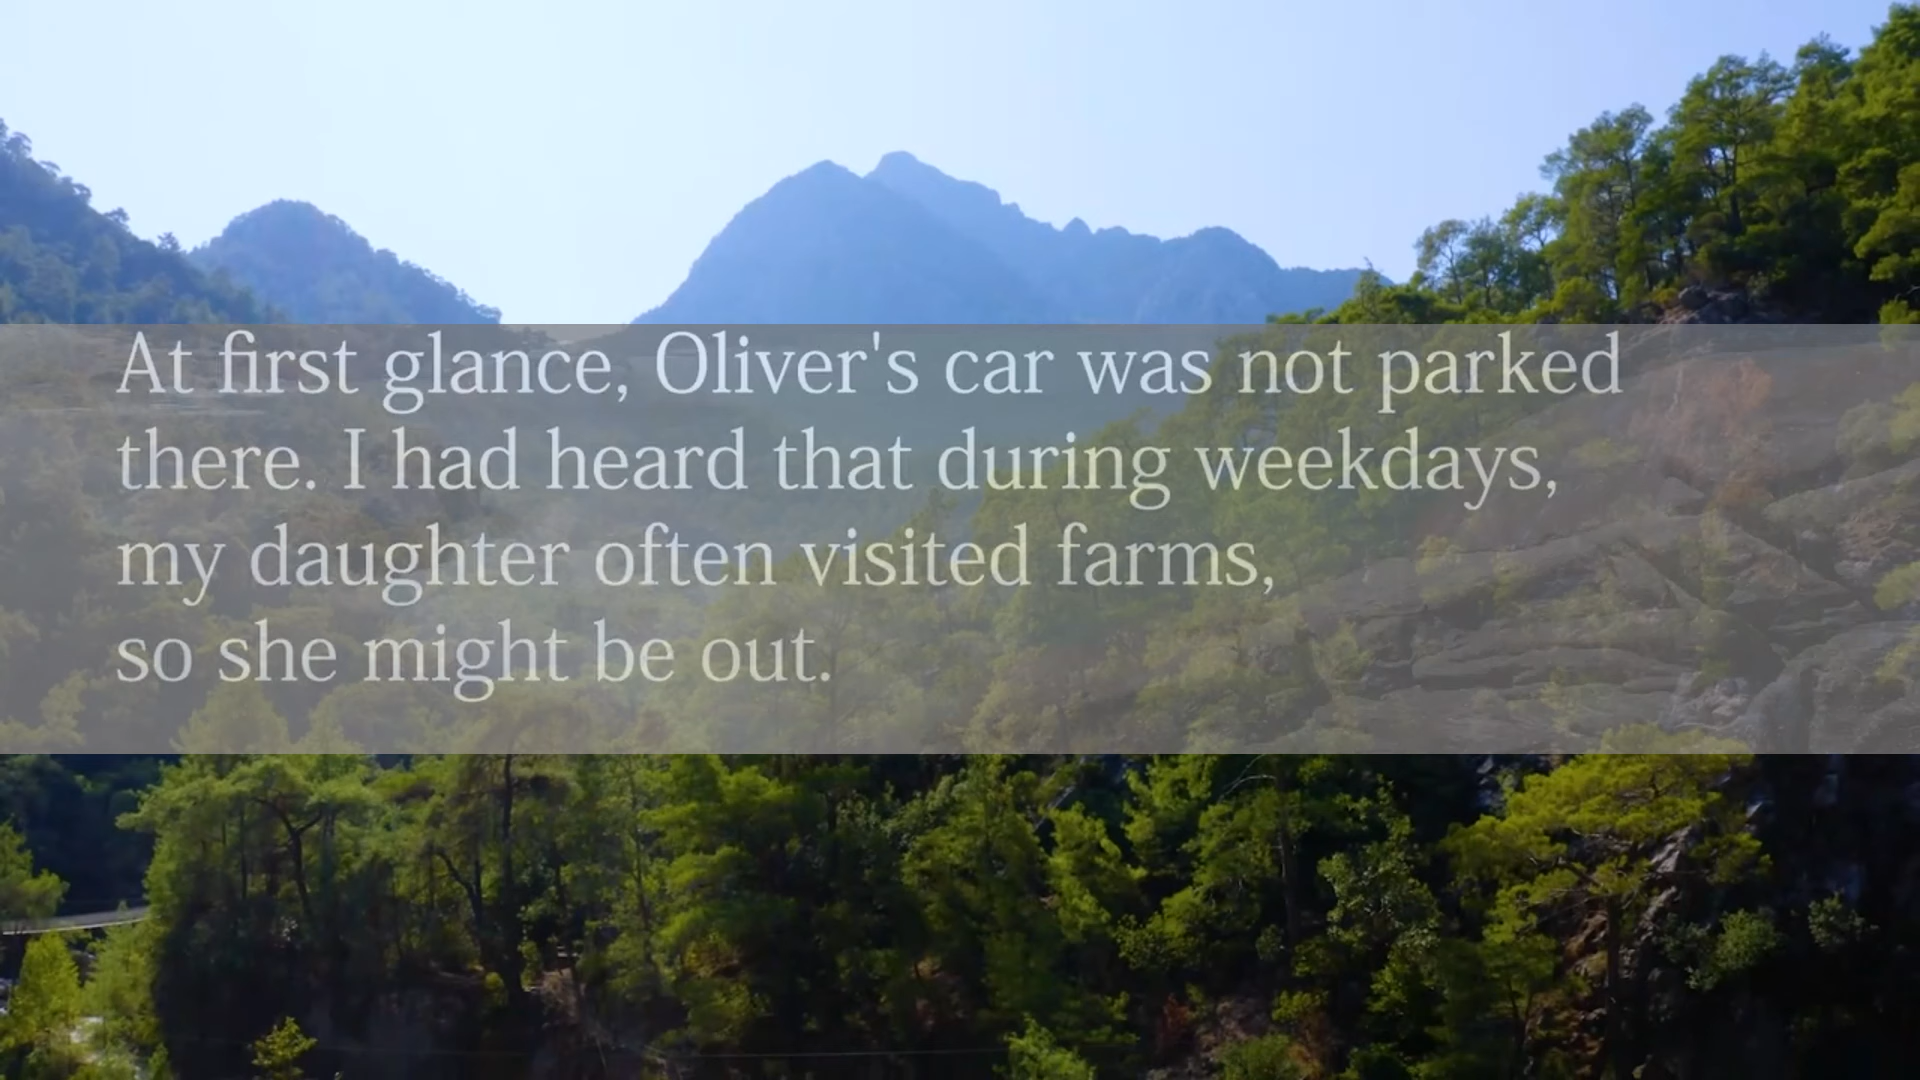 At first glance, Oliver's car was not parked
there. I had heard that during weekdays,
my daughter often visited farms,
so she might be out.